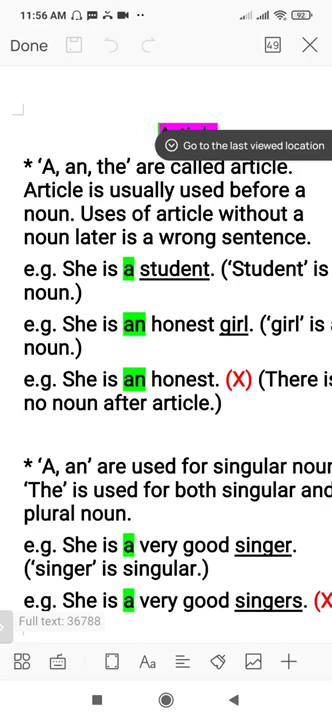 11:56 AM
92
Done
49
Go to the last viewed location
* ‘A, an, the’ are called article.
Article is usually used before a
noun. Uses of article without a
noun later is a wrong sentence.
e.g. She is a student. (‘Student’ is
noun.)
e.g. She is an honest girl. (‘girl’ is
noun.)
e.g. She is an honest. (X) (There is
no noun after article.)
* ‘A, an’ are used for singular noun
‘The’ is used for both singular and
plural noun.
e.g. She is a very good singer.
(‘singer’ is singular.)
e.g. She is a very good singers. (X
Full text: 36788
Aa